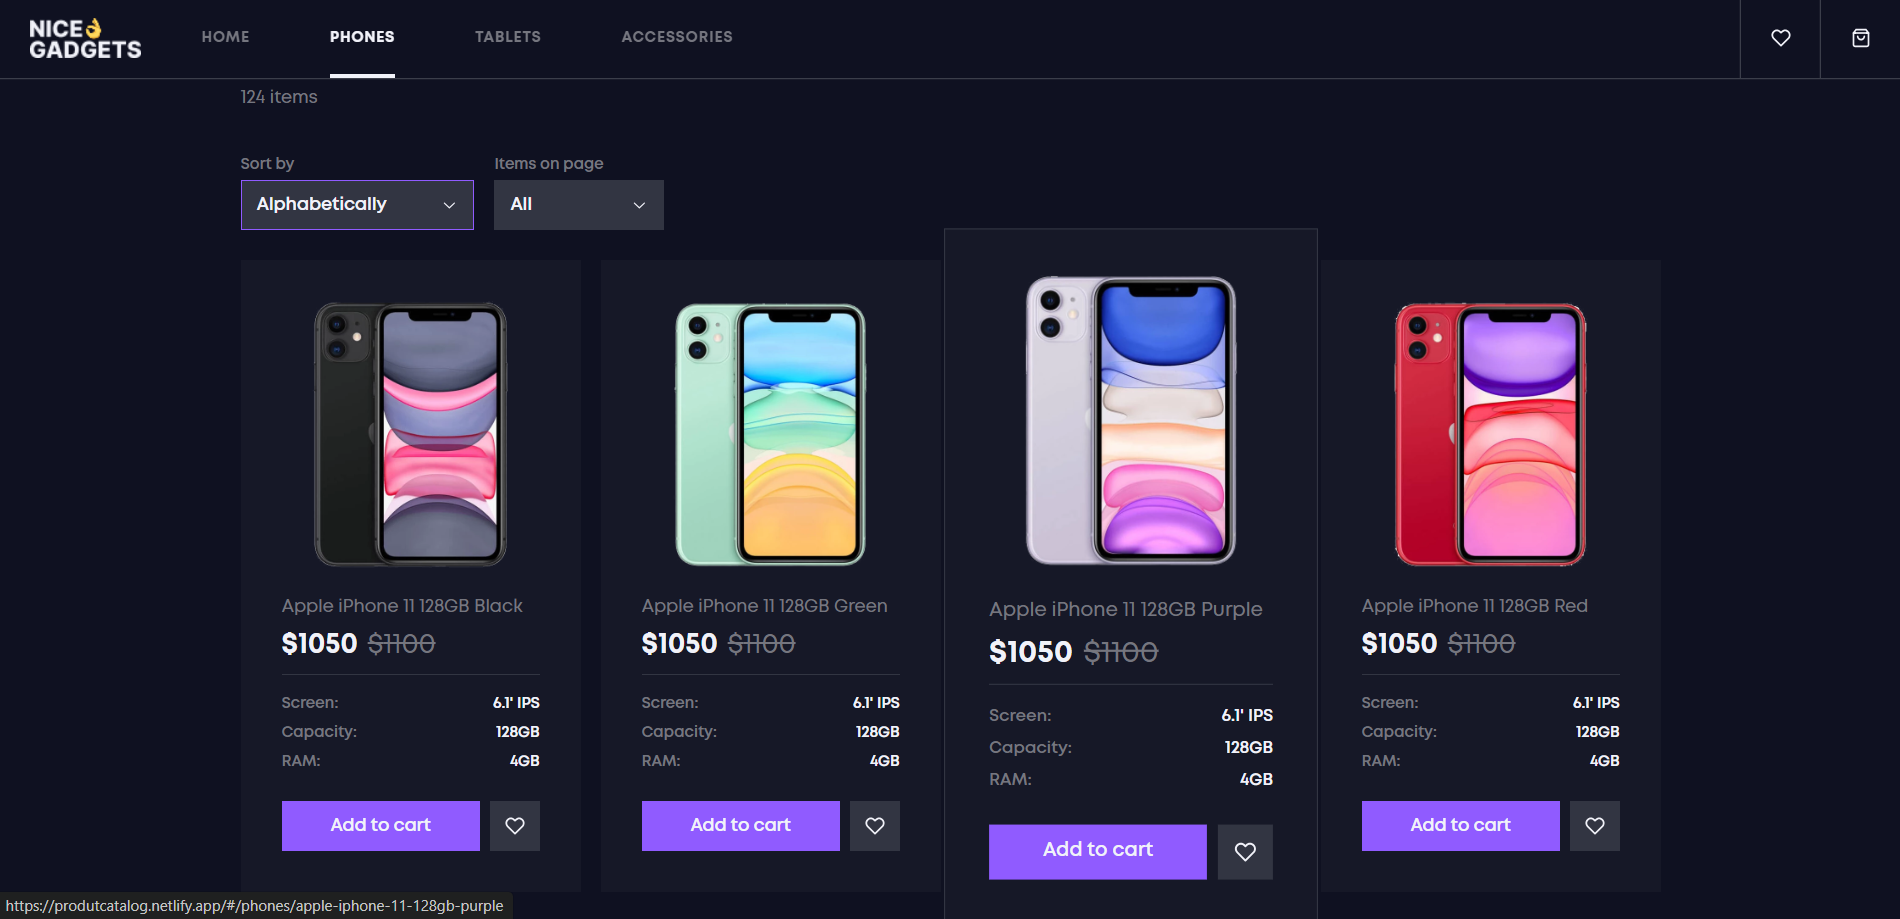 NICE👌
GADGETS
HOME
PHONES
TABLETS
ACCESSORIES
124 items
Sort by
Items on page
Alphabetically
All
Apple iPhone 11 128GB Black
$1050 $1100
Screen: 6.1' IPS
Capacity: 128GB
RAM: 4GB
Add to cart
Apple iPhone 11 128GB Green
$1050 $1100
Screen: 6.1' IPS
Capacity: 128GB
RAM: 4GB
Add to cart
Apple iPhone 11 128GB Purple
$1050 $1100
Screen: 6.1' IPS
Capacity: 128GB
RAM: 4GB
Add to cart
Apple iPhone 11 128GB Red
$1050 $1100
Screen: 6.1' IPS
Capacity: 128GB
RAM: 4GB
Add to cart
https://produtcatalog.netlify.app/#/phones/apple-iphone-11-128gb-purple